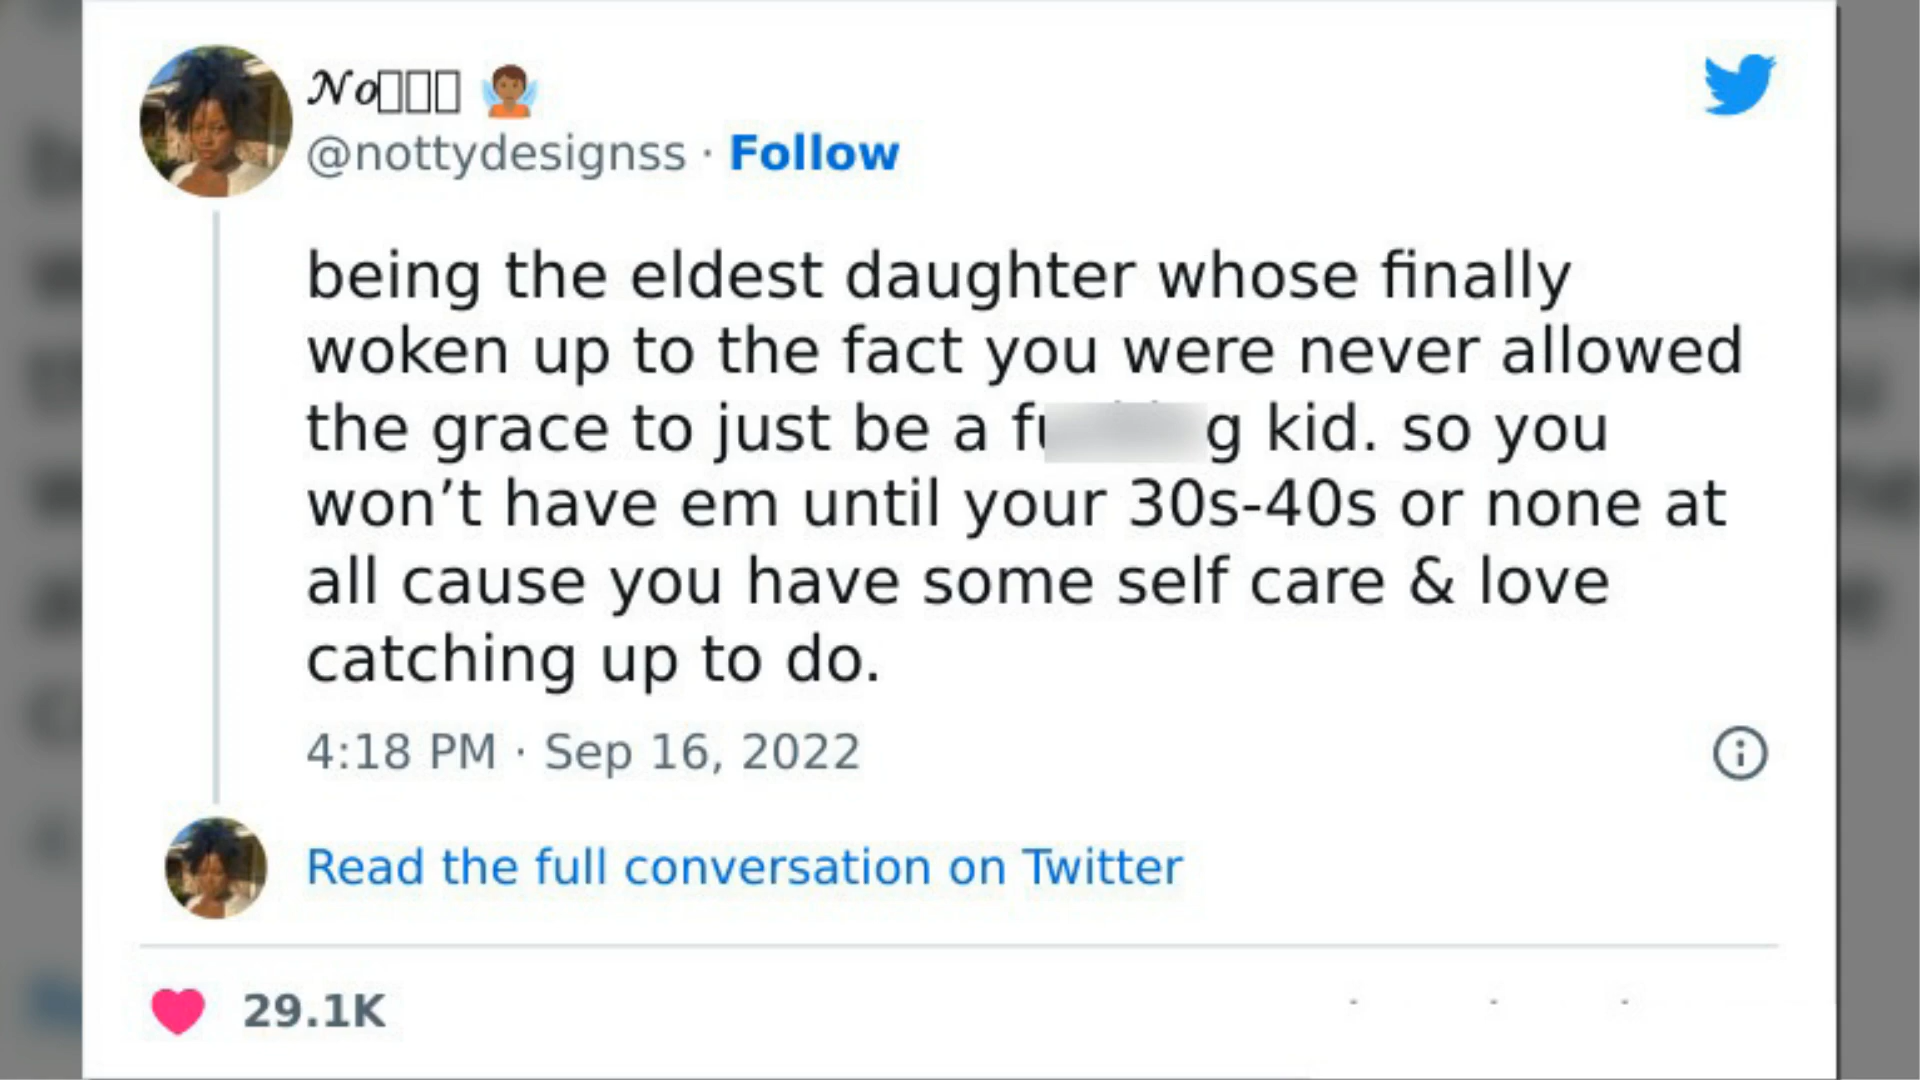 No
@nottydesignss · Follow
being the eldest daughter whose finally
woken up to the fact you were never allowed
the grace to just be a kid. so you
won’t have em until your 30s-40s or none at
all cause you have some self care & love
catching up to do.
4:18 PM · Sep 16, 2022
Read the full conversation on Twitter
29.1K